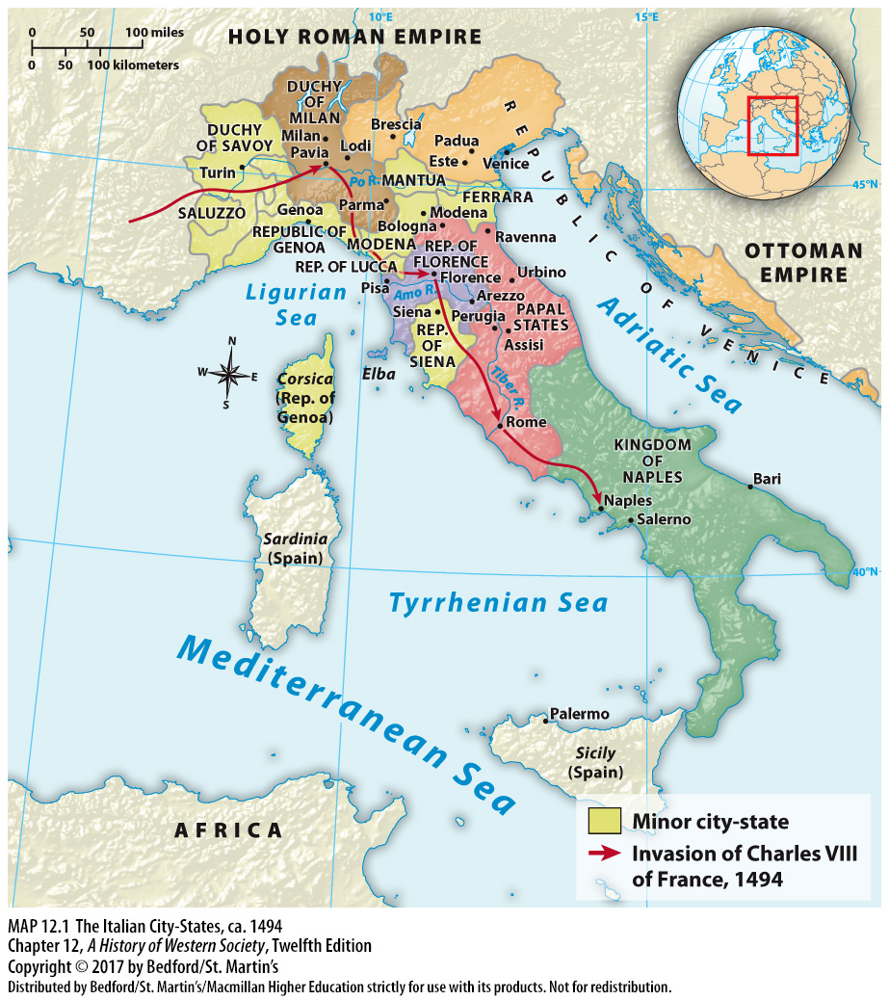 10°E
15°E
0 50 100 miles
0 50 100 kilometers
HOLY ROMAN EMPIRE
DUCHY
OF
MILAN
DUCHY
OF SAVOY
Milan
Pavia
Lodi
Brescia
Padua
Este
Venice
REPUBLIC OF VENICE
Turin
Po R.
MANTUA
45°N
SALUZZO
Genoa
Parma
FERRARA
Modena
Bologna
REPUBLIC OF
GENOA
MODENA
REP. OF
FLORENCE
Ravenna
OTTOMAN
EMPIRE
REP. OF LUCCA
Florence
Urbino
Pisa
Amo R.
Arezzo
Ligurian
Sea
Siena
Perugia
PAPAL
STATES
Adriatic Sea
REP.
OF
SIENA
Assisi
N
W
E
S
Elba
Tiber R.
Corsica
(Rep. of
Genoa)
Rome
KINGDOM
OF
NAPLES
Bari
Naples
Salerno
Sardinia
(Spain)
40°N
Tyrrhenian Sea
Mediterranean Sea
Palermo
Sicily
(Spain)
AFRICA
Minor city-state
Invasion of Charles VIII
of France, 1494
MAP 12.1 The Italian City-States, ca. 1494
Chapter 12, A History of Western Society, Twelfth Edition
Copyright © 2017 by Bedford/St. Martin's
Distributed by Bedford/St. Martin's/Macmillan Higher Education strictly for use with its products. Not for redistribution.